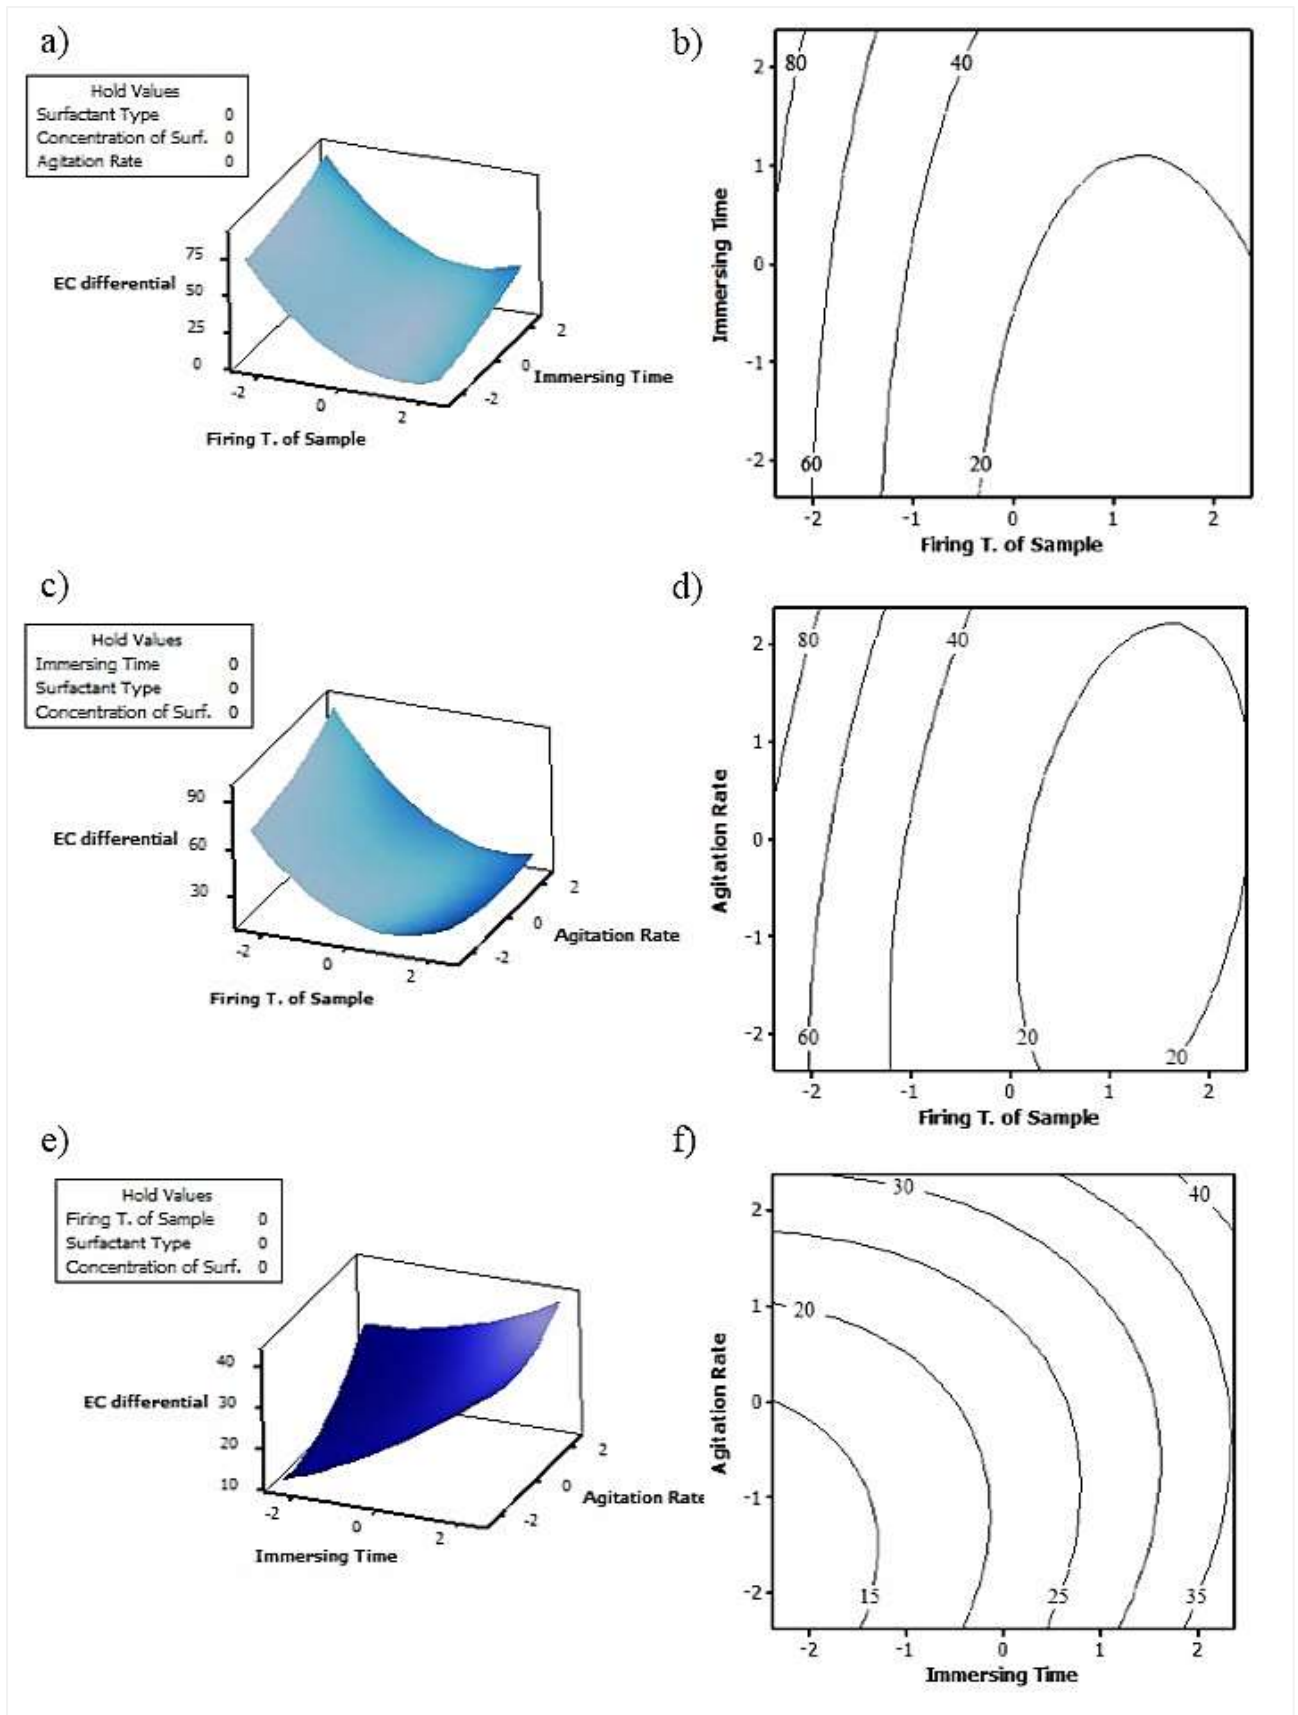 a)
Hold Values
Surfactant Type 0
Concentration of Surf. 0
Agitation Rate 0
75
EC differential
50
25
0
-2
0
2
Firing T. of Sample
-2
0
2
Immersing Time
b)
2
1
0
-1
-2
Immersing Time
80
40
60
20
-2 -1 0 1 2
Firing T. of Sample
c)
Hold Values
Immersing Time 0
Surfactant Type 0
Concentration of Surf. 0
90
EC differential 60
30
-2
0
2
Firing T. of Sample
-2
0
2
Agitation Rate
d)
2
1
0
-1
-2
Agitation Rate
80
40
60
20
20
-2 -1 0 1 2
Firing T. of Sample
e)
Hold Values
Firing T. of Sample 0
Surfactant Type 0
Concentration of Surf. 0
40
EC differential 30
20
10
-2
0
2
Immersing Time
-2
0
2
Agitation Rate
f)
2
1
0
-1
-2
Agitation Rate
30
40
20
15
25
35
-2 -1 0 1 2
Immersing Time